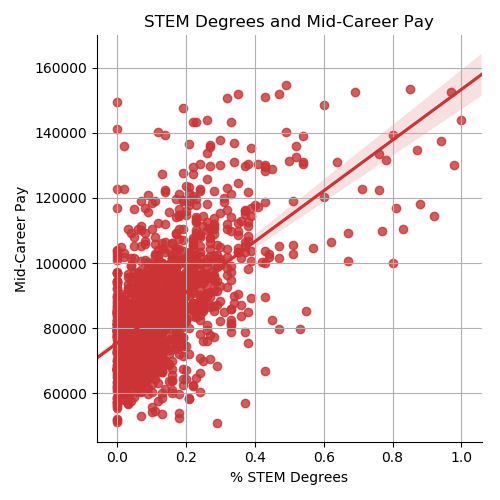 STEM Degrees and Mid-Career Pay
160000
140000
120000
100000
80000
60000
Mid-Career Pay
0.0 0.2 0.4 0.6 0.8 1.0
% STEM Degrees